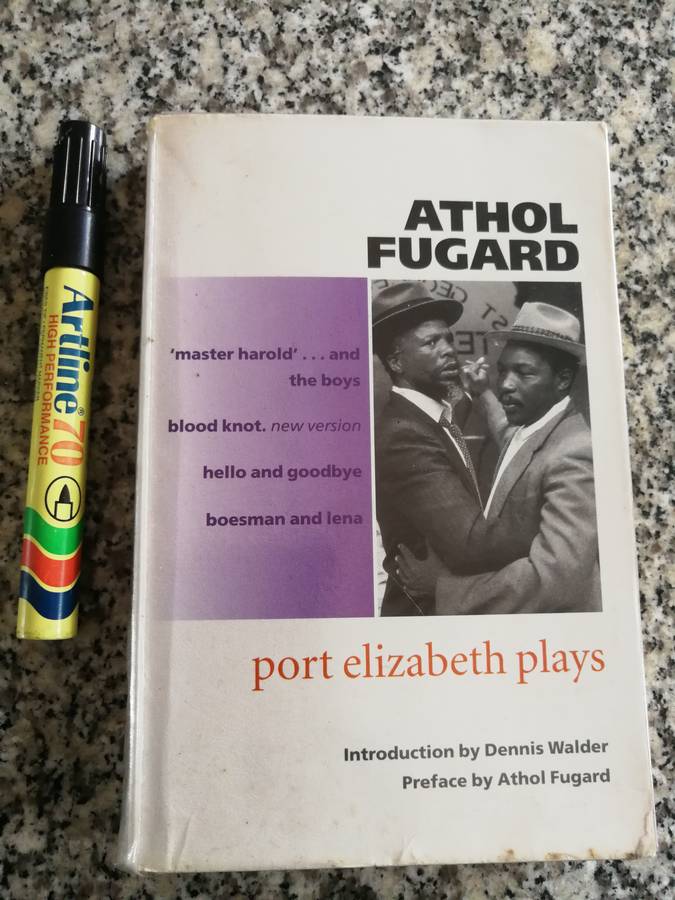 ATHOL
FUGARD
'master harold' . . . and
the boys
blood knot. new version
hello and goodbye
boesman and lena
port elizabeth plays
Introduction by Dennis Walder
Preface by Athol Fugard
Artline® 70
HIGH PERFORMANCE